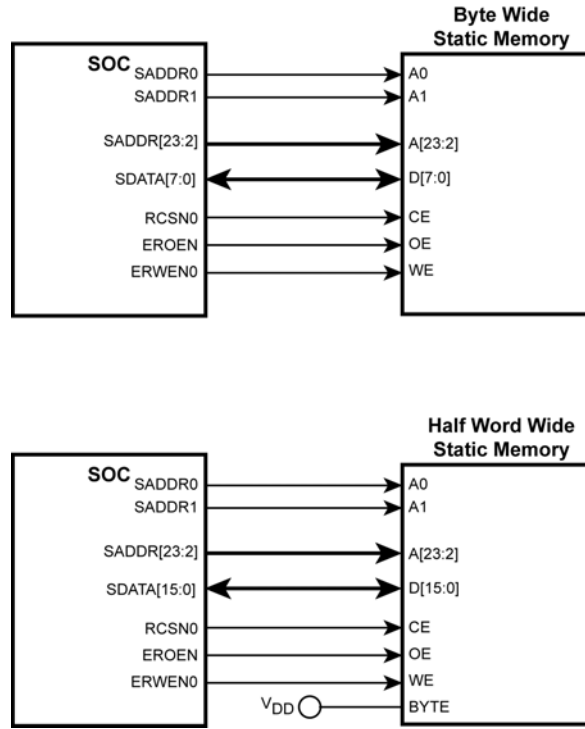 Byte Wide
Static Memory
SOC
SADDR0
A0
SADDR1
A1
SADDR[23:2]
A[23:2]
SDATA[7:0]
D[7:0]
RCSN0
CE
EROEN
OE
ERWEN0
WE
Half Word Wide
Static Memory
SOC
SADDR0
A0
SADDR1
A1
SADDR[23:2]
A[23:2]
SDATA[15:0]
D[15:0]
RCSN0
CE
EROEN
OE
ERWEN0
WE
VDD
BYTE